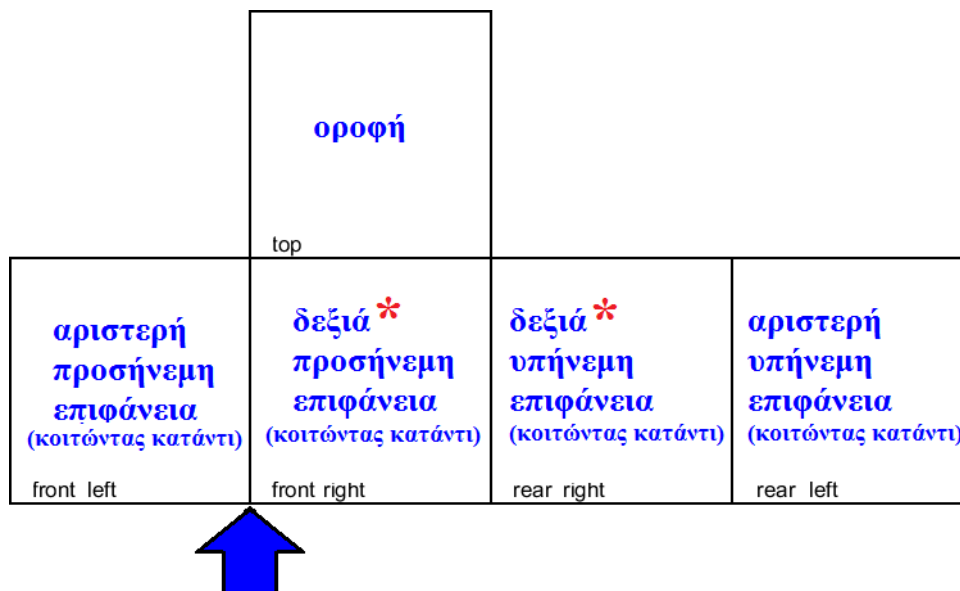 οροφή
top
αριστερή
προσήνεμη
επιφάνεια
(κοιτώντας κατάντι)
front left
δεξιά *
προσήνεμη
επιφάνεια
(κοιτώντας κατάντι)
front right
δεξιά *
υπήνεμη
επιφάνεια
(κοιτώντας κατάντι)
rear right
αριστερή
υπήνεμη
επιφάνεια
(κοιτώντας κατάντι)
rear left